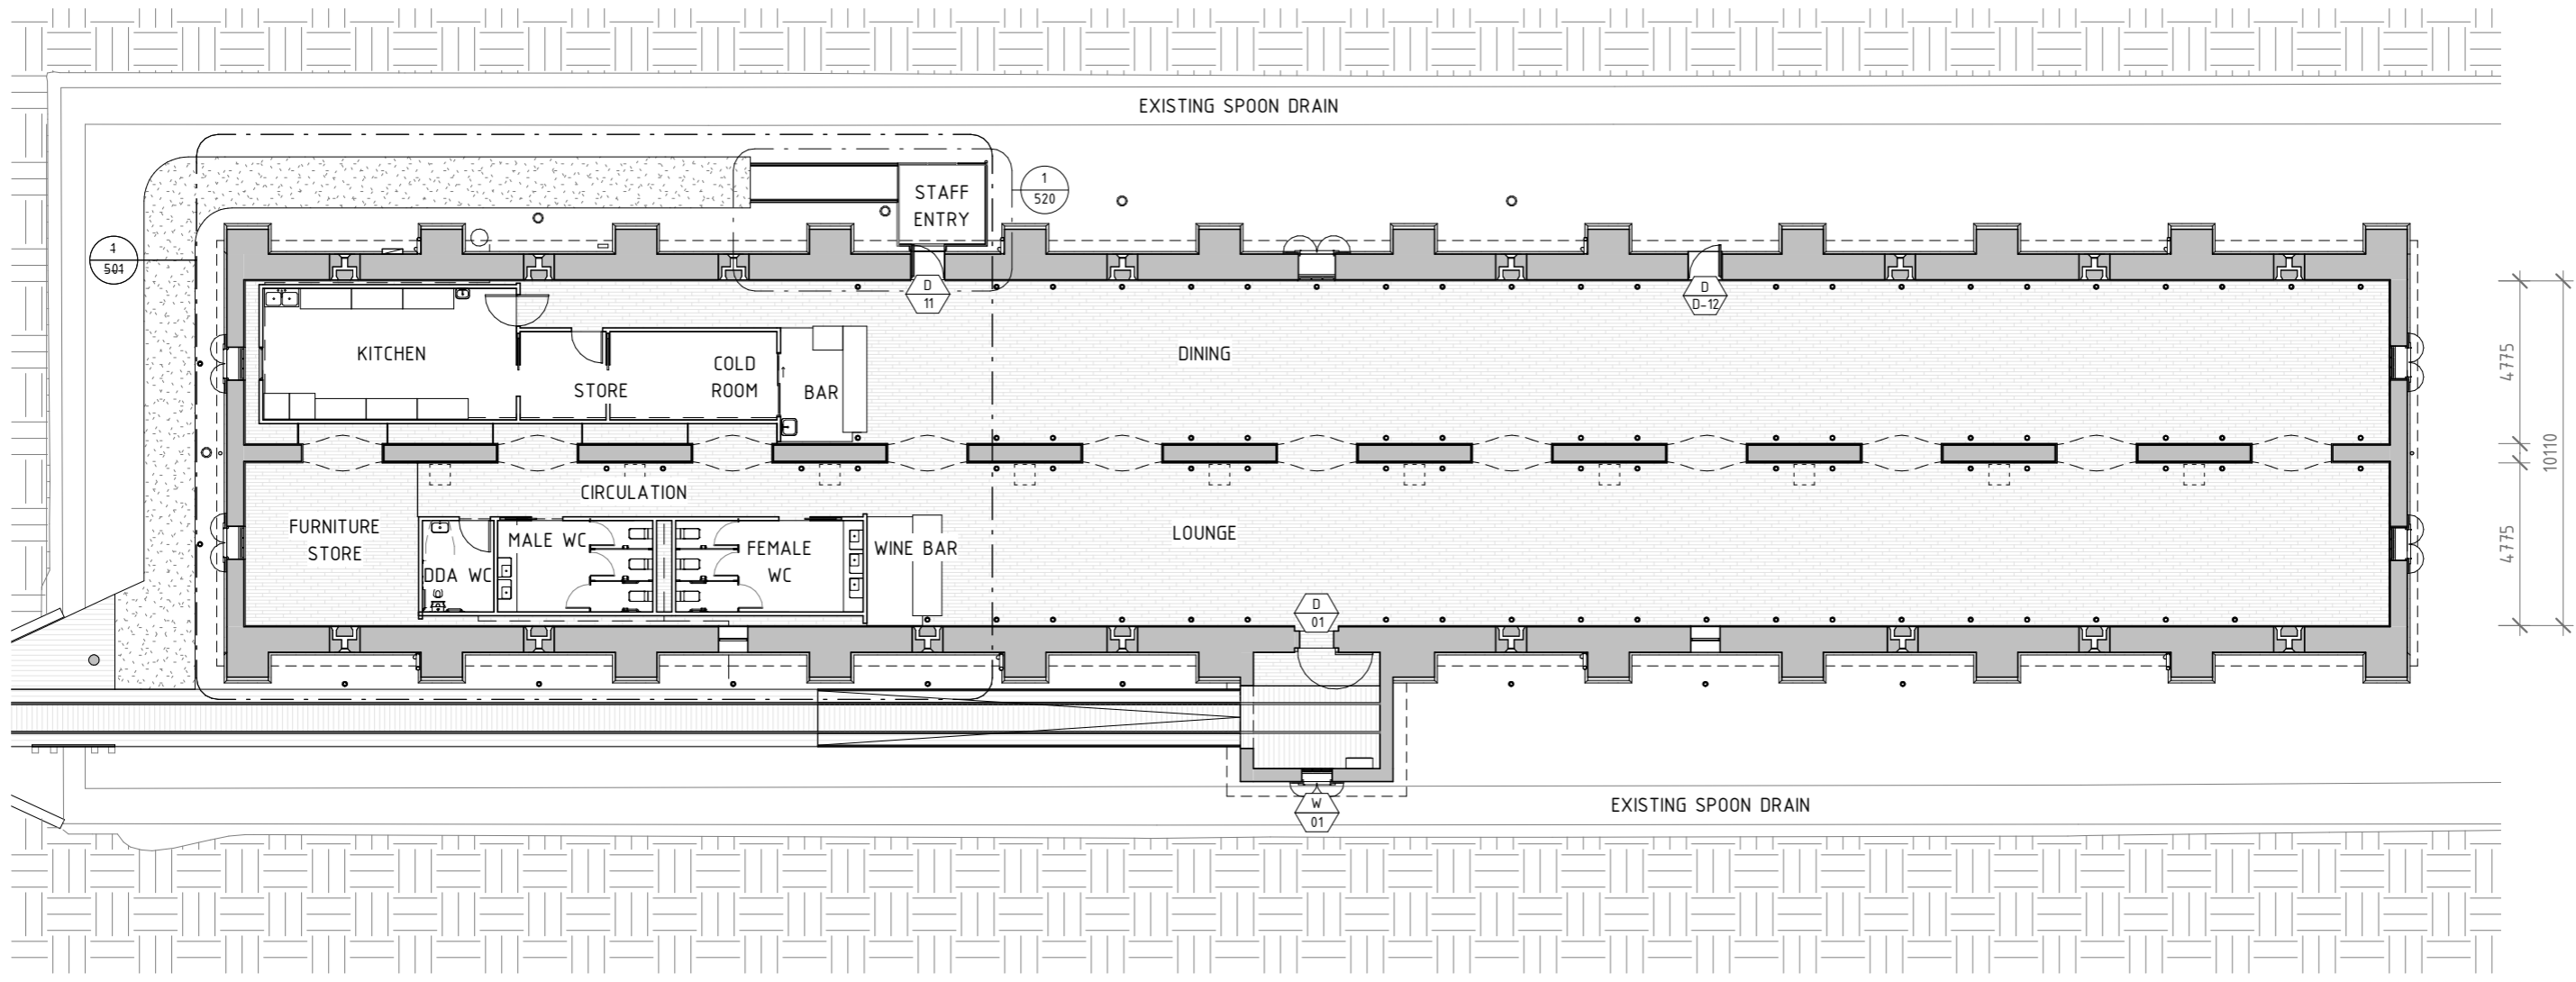 EXISTING SPOON DRAIN
1
520
STAFF
ENTRY
1
501
D
11
D
D-12
KITCHEN
STORE
COLD
ROOM
BAR
DINING
4775
10110
CIRCULATION
FURNITURE
STORE
DDA WC
MALE WC
FEMALE
WC
WINE BAR
LOUNGE
4775
D
01
W
01
EXISTING SPOON DRAIN